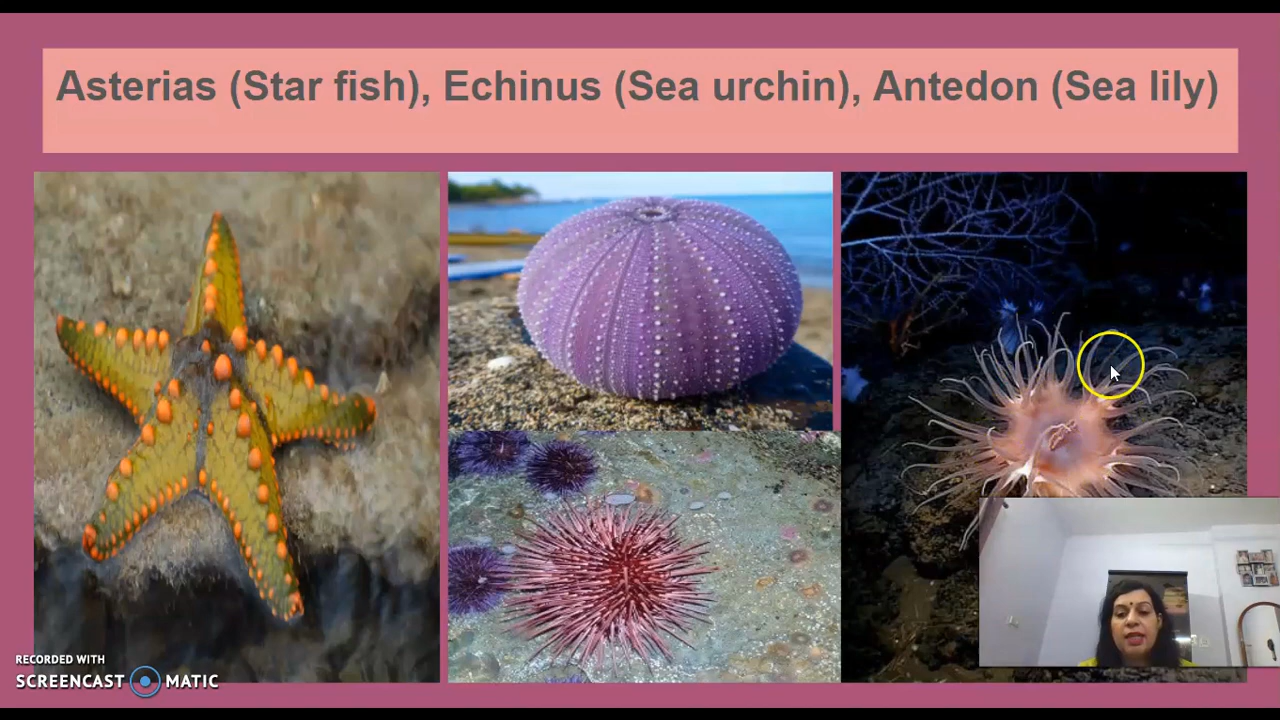 Asterias (Star fish), Echinus (Sea urchin), Antedon (Sea lily)
RECORDED WITH
SCREENCAST MATIC